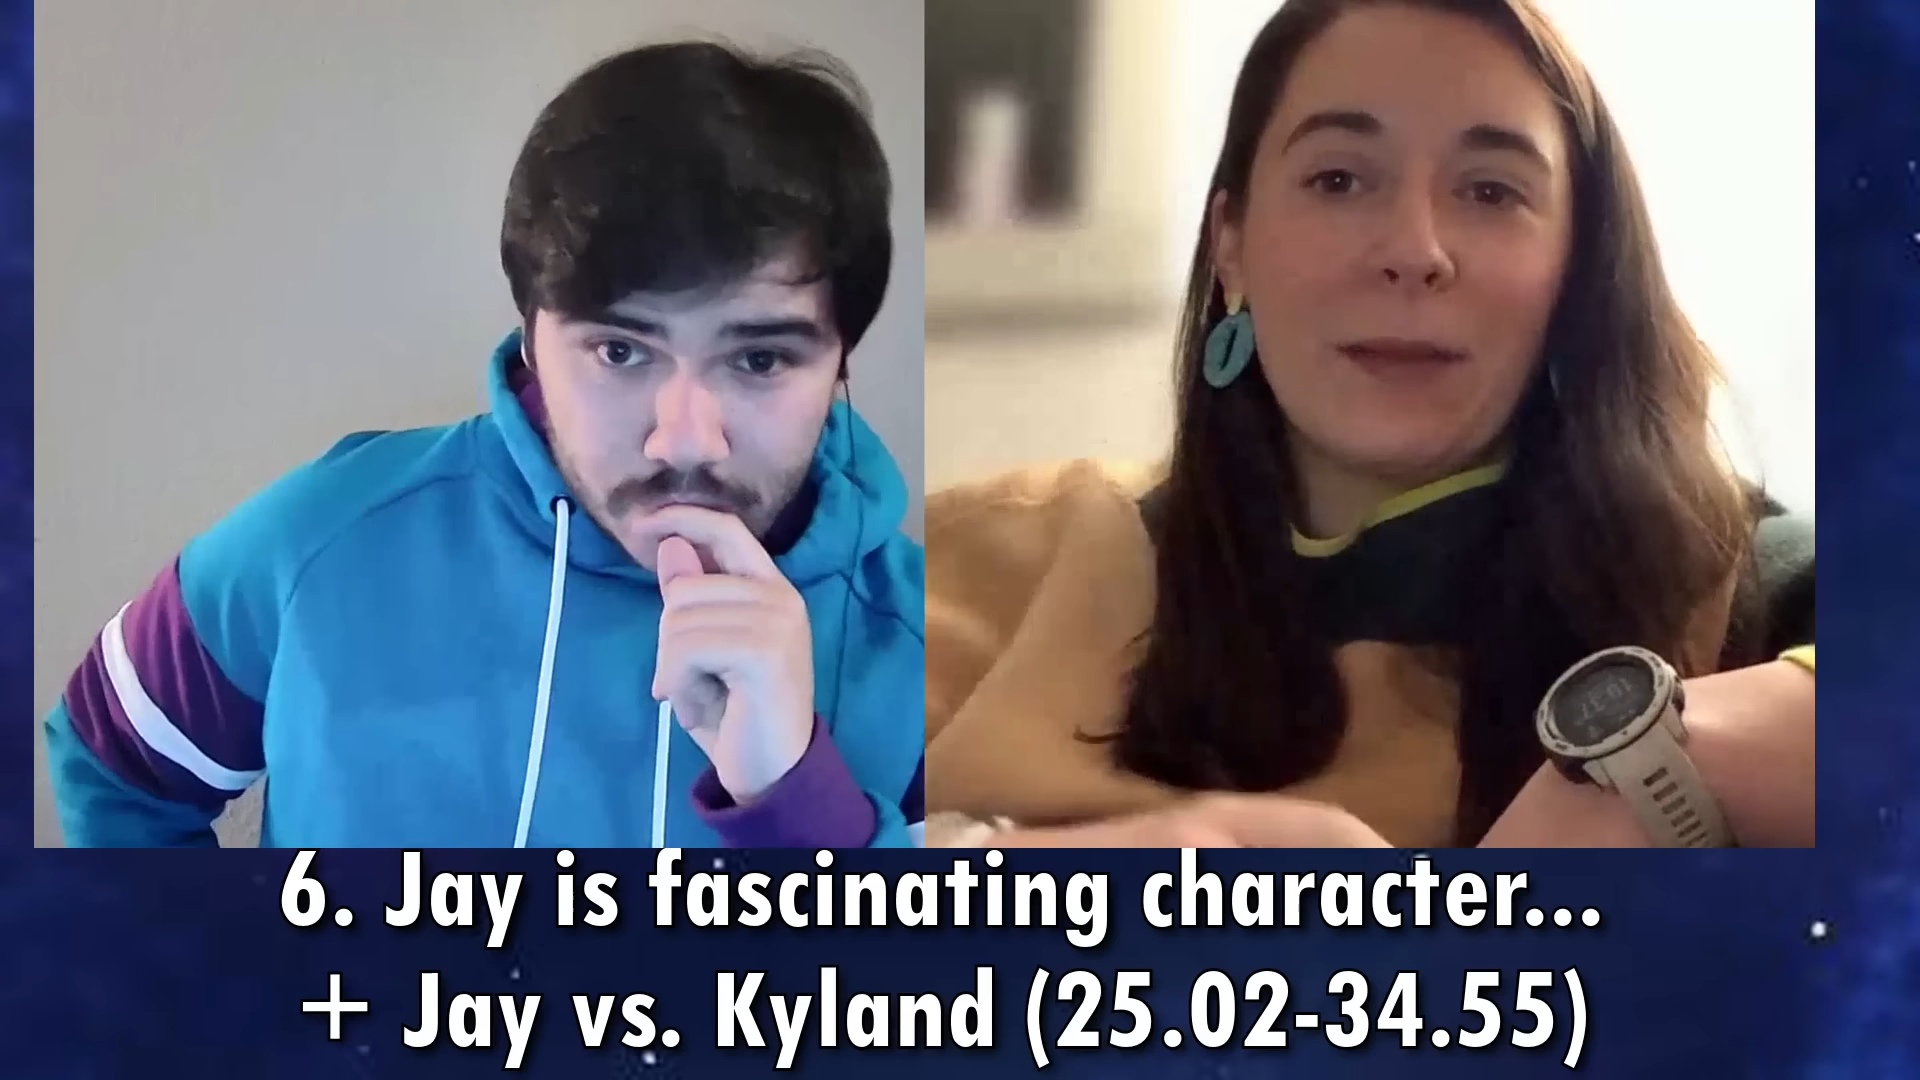 6. Jay is fascinating character...
+ Jay vs. Kyland (25.02-34.55)